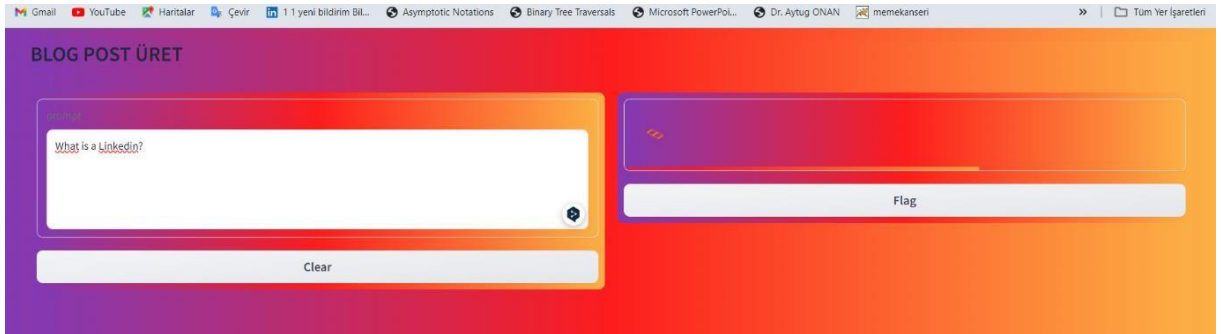 Gmail YouTube Haritalar Çevir 1 1 yeni bildirim Bil... Asymptotic Notations Binary Tree Traversals Microsoft PowerPoi... Dr. Aytug ONAN memekanseri » Tüm Yer İşaretleri
BLOG POST ÜRET
prompt
What is a Linkedin?
Flag
Clear